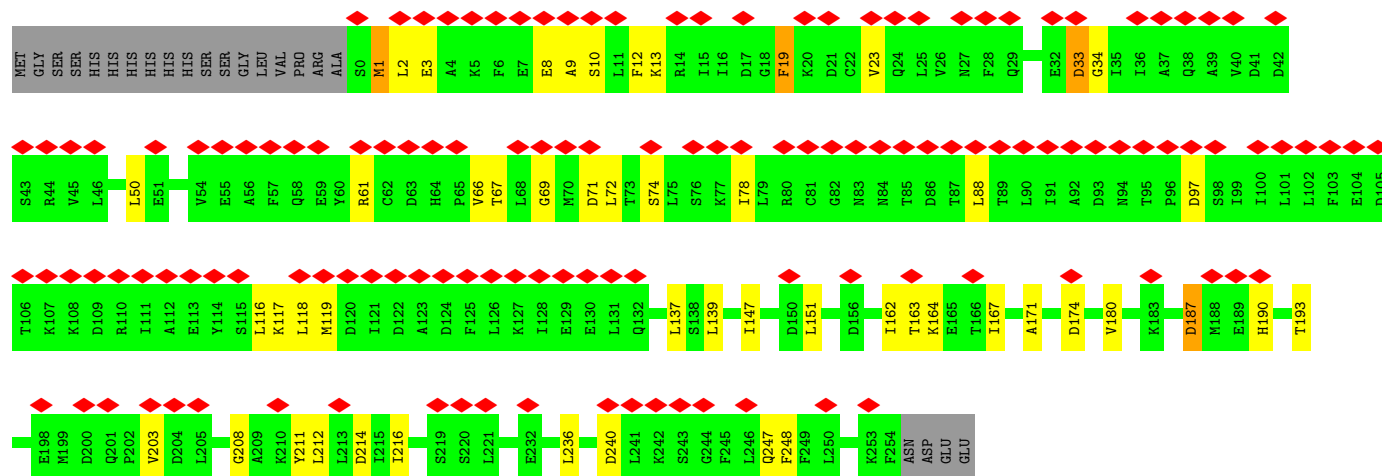 MET GLY SER SER HIS HIS HIS HIS HIS HIS SER SER GLY LEU VAL PRO ARG ALA S0 M1 L2 E3 A4 K5 F6 E7 E8 A9 S10 L11 F12 K13 R14 I15 I16 D17 G18 F19 K20 D21 C22 V23 Q24 L25 V26 N27 F28 Q29 E32 D33 G34 I35 I36 A37 Q38 A39 V40 D41 D42
S43 R44 V45 L46 L50 E51 V54 E55 A56 F57 Q58 E59 Y60 R61 C62 D63 H64 P65 V66 T67 L68 G69 M70 D71 L72 T73 S74 L75 S76 K77 I78 L79 R80 C81 G82 N83 N84 T85 D86 T87 L88 T89 L90 I91 A92 D93 N94 T95 P96 D97 S98 I99 I100 L101 L102 F103 E104 D105
T106 K107 K108 D109 R110 I111 A112 E113 Y114 S115 L116 K117 L118 M119 D120 I121 D122 A123 D124 F125 L126 K127 I128 E129 E130 L131 Q132 L137 S138 L139 I147 D150 L151 D156 I162 T163 K164 E165 T166 I167 A171 D174 V180 K183 D187 M188 E189 H190 T193
E198 M199 D200 Q201 P202 V203 D204 L205 G208 A209 K210 Y211 L212 L213 D214 I215 I216 S219 S220 L221 E232 L236 D240 L241 K242 S243 G244 F245 L246 Q247 F248 F249 L250 K253 F254 ASN ASP GLU GLU